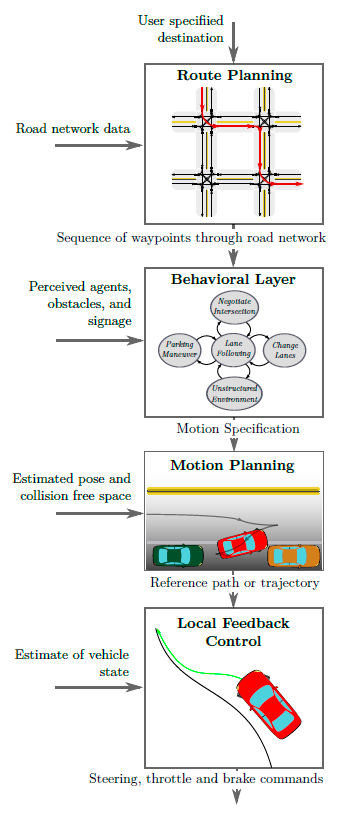 User specifiied
destination
Route Planning
Road network data
Sequence of waypoints through road network
Perceived agents,
obstacles, and
signage
Behavioral Layer
Negotiate
Intersection
Parking
Maneuver
Lane
Following
Change
Lanes
Unstructured
Environment
Motion Specification
Estimated pose and
collision free space
Motion Planning
Reference path or trajectory
Estimate of vehicle
state
Local Feedback
Control
Steering, throttle and brake commands